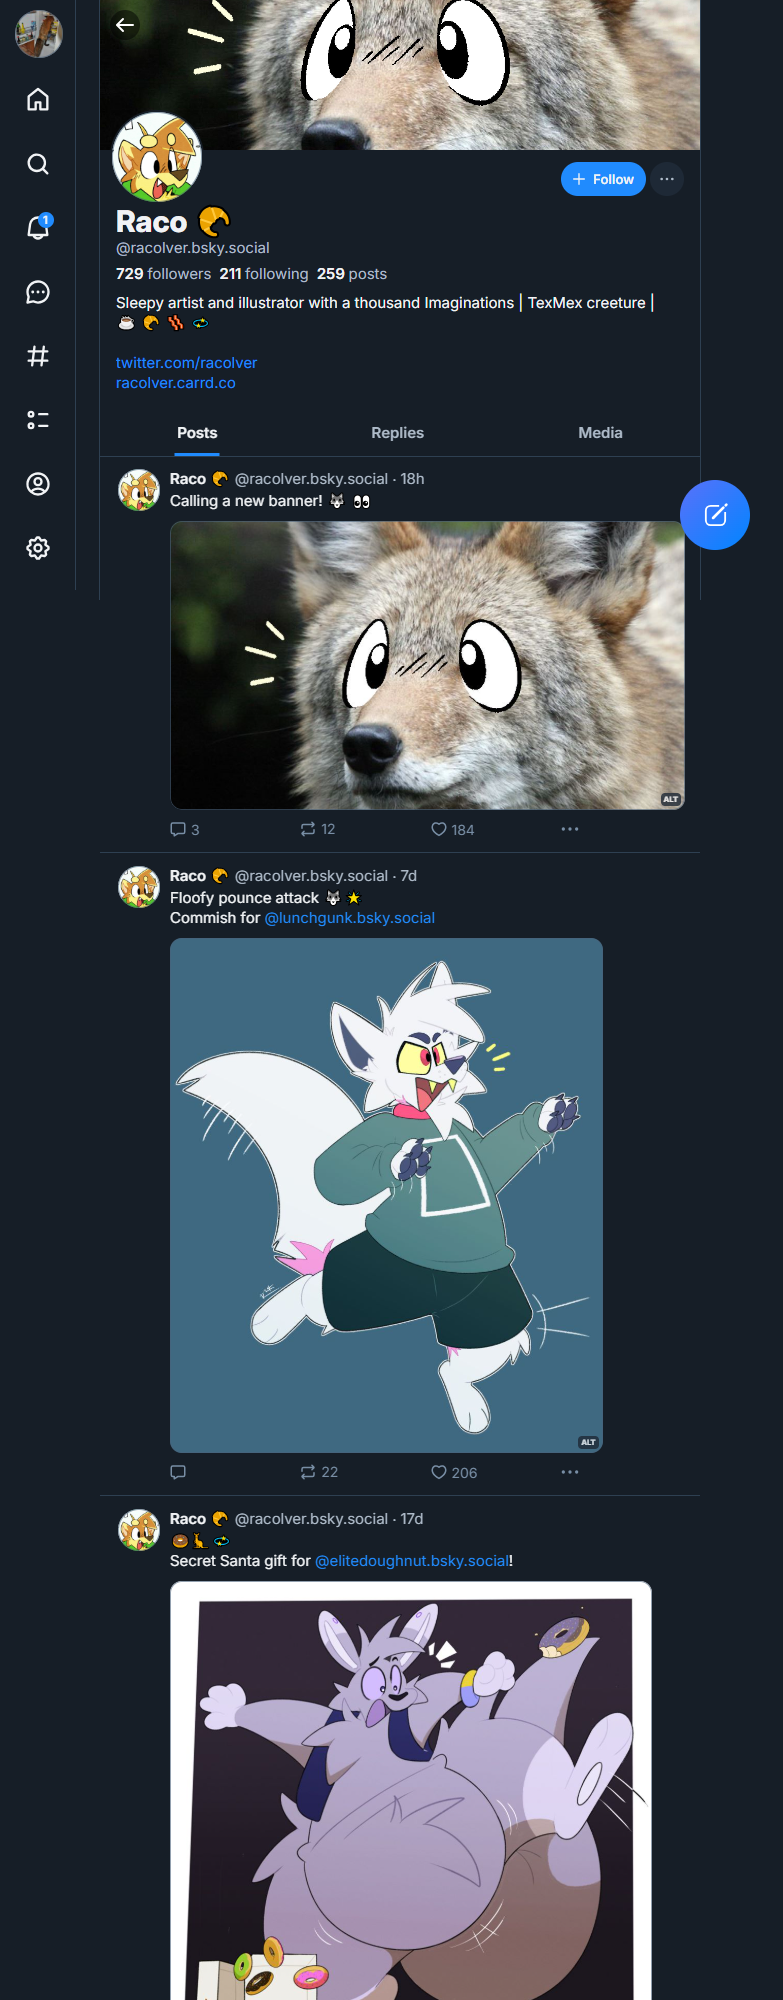 1
+ Follow
Raco
@racolver.bsky.social
729 followers 211 following 259 posts
Sleepy artist and illustrator with a thousand Imaginations | TexMex creeture |
☕ 🥐 🥓 💫
twitter.com/racolver
racolver.carrd.co
Posts Replies Media
Raco 🥐 @racolver.bsky.social · 18h
Calling a new banner! 🐺 👀
ALT
3 12 184
Raco 🥐 @racolver.bsky.social · 7d
Floofy pounce attack 🐺 ⭐
Commish for @lunchgunk.bsky.social
ALT
22 206
Raco 🥐 @racolver.bsky.social · 17d
🍩 🦘 💫
Secret Santa gift for @elitedoughnut.bsky.social!